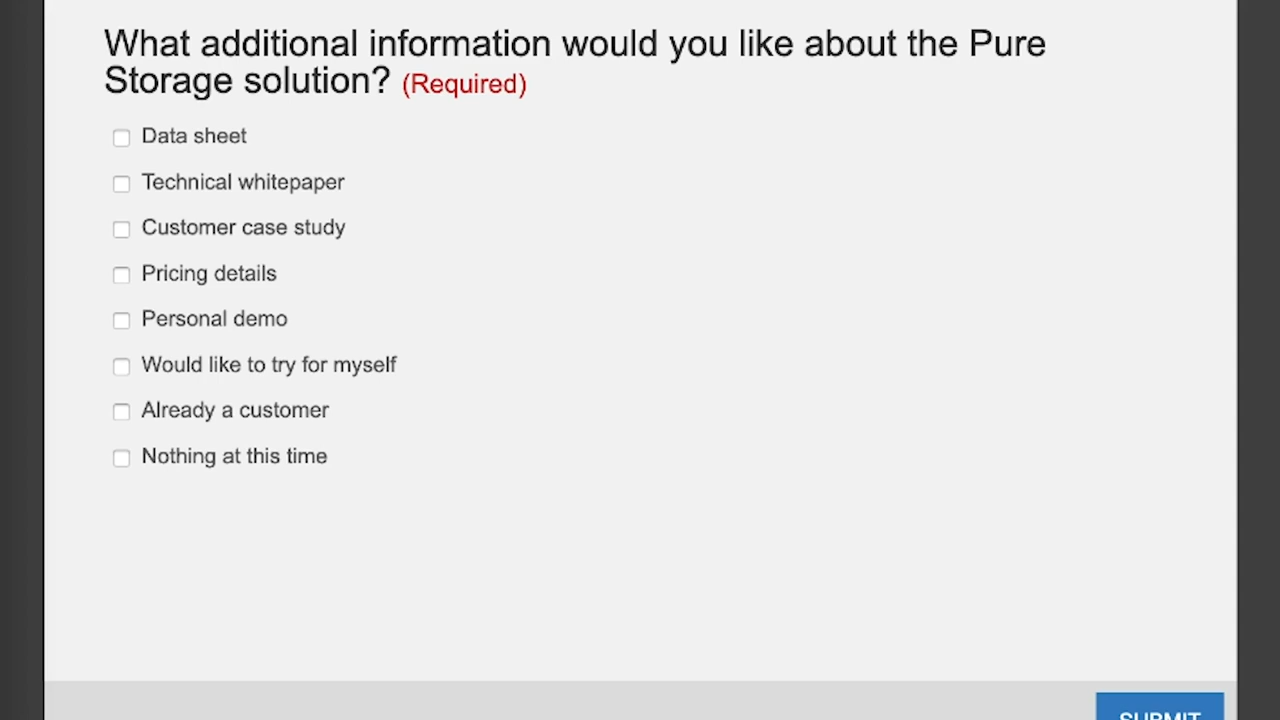 What additional information would you like about the Pure
Storage solution? (Required)
Data sheet
Technical whitepaper
Customer case study
Pricing details
Personal demo
Would like to try for myself
Already a customer
Nothing at this time
SUBMIT